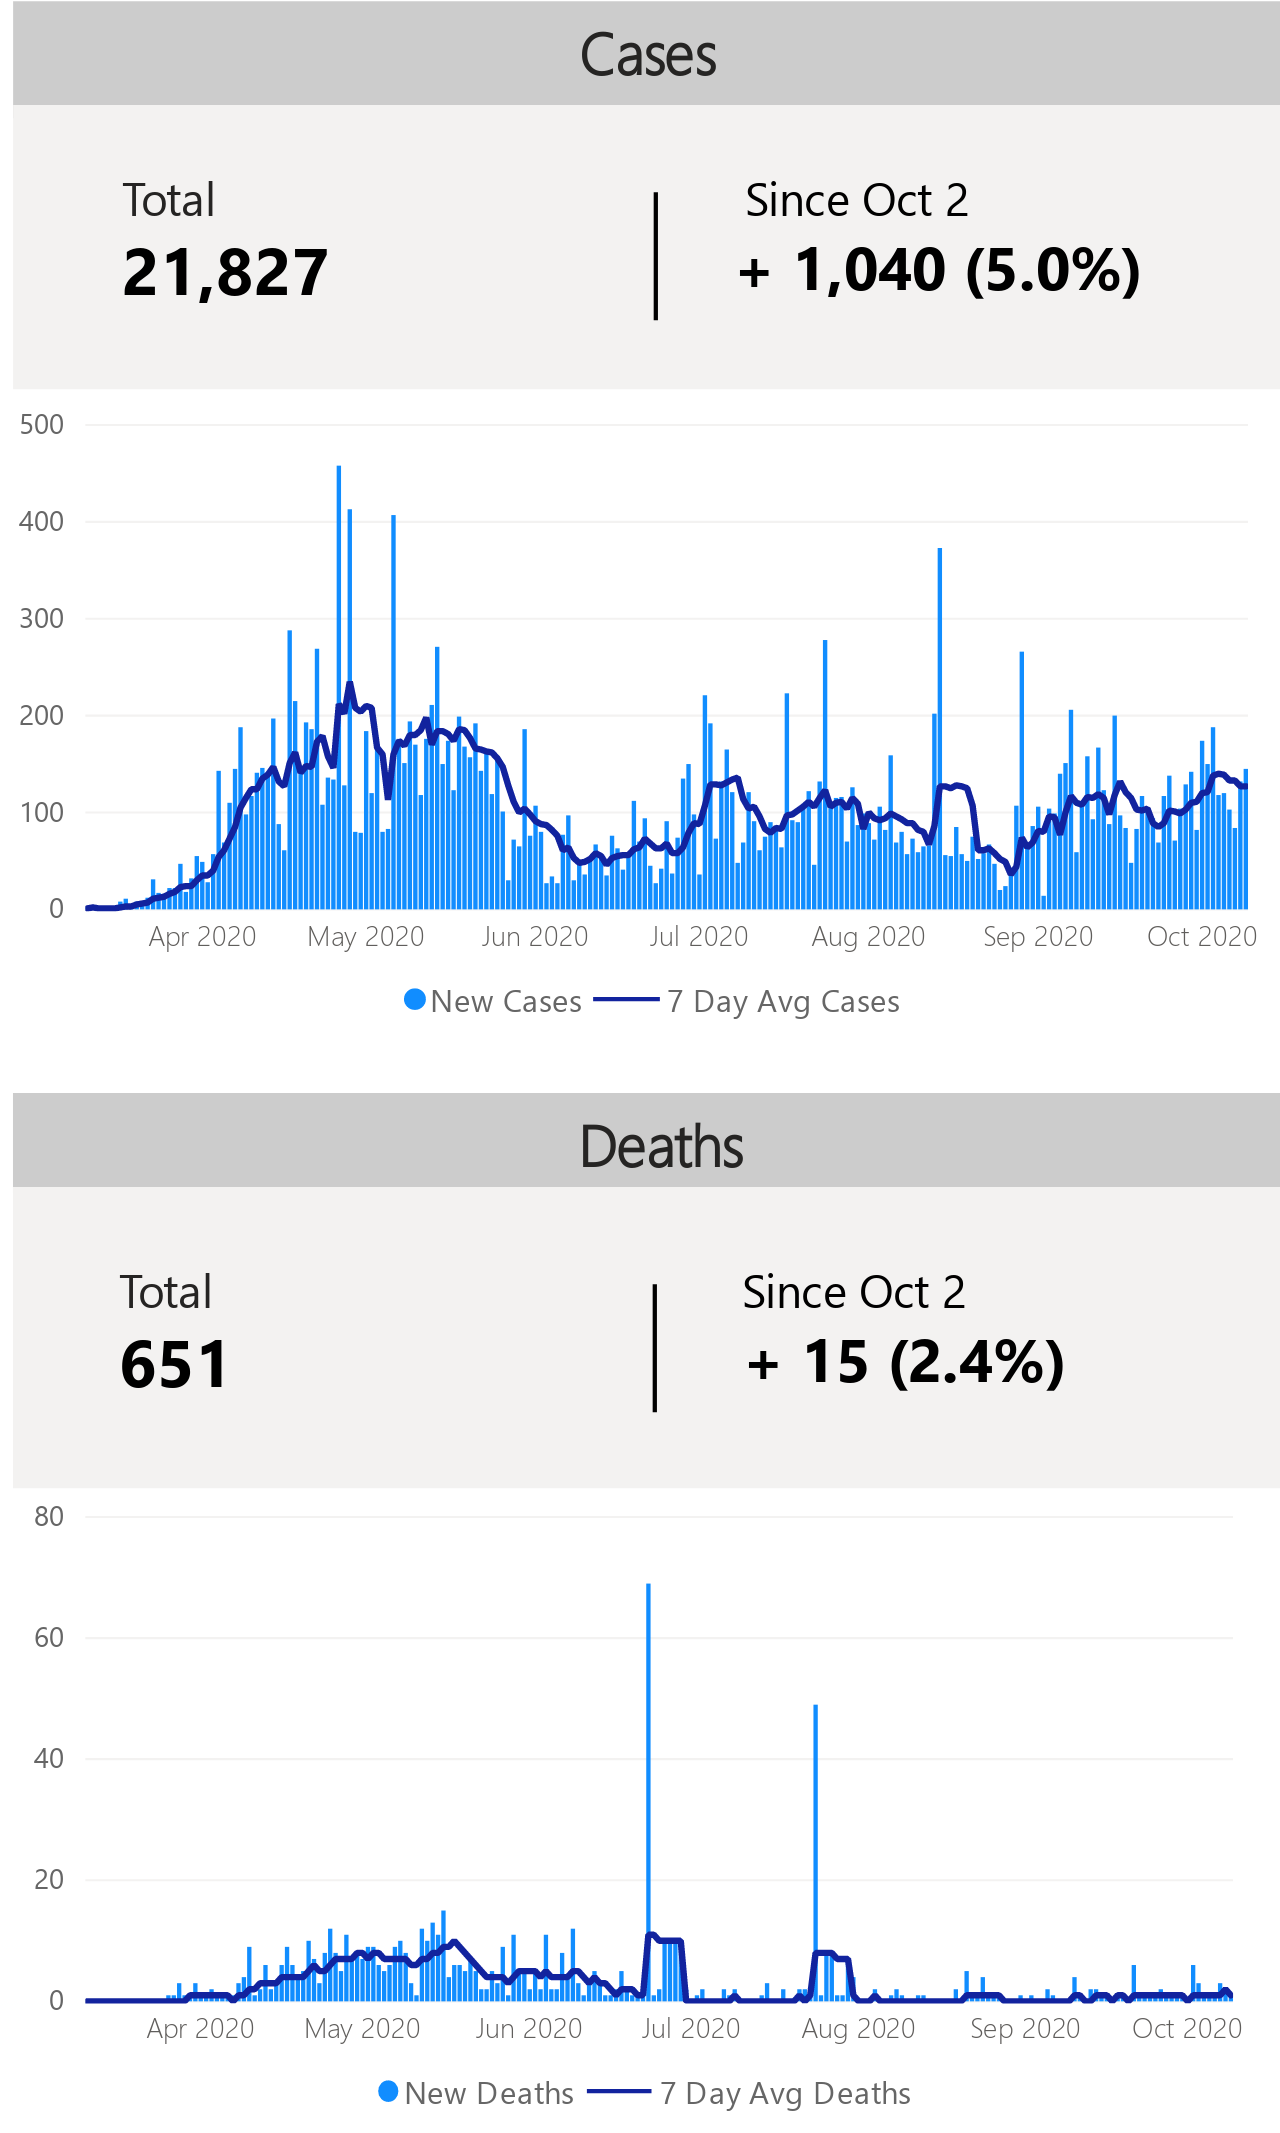 Cases
Total
Since Oct 2
21,827
+ 1,040 (5.0%)
500
400
300
200
100
0
Apr 2020 May 2020 Jun 2020 Jul 2020 Aug 2020 Sep 2020 Oct 2020
New Cases 7 Day Avg Cases
Deaths
Total
Since Oct 2
651
+ 15 (2.4%)
80
60
40
20
0
Apr 2020 May 2020 Jun 2020 Jul 2020 Aug 2020 Sep 2020 Oct 2020
New Deaths 7 Day Avg Deaths